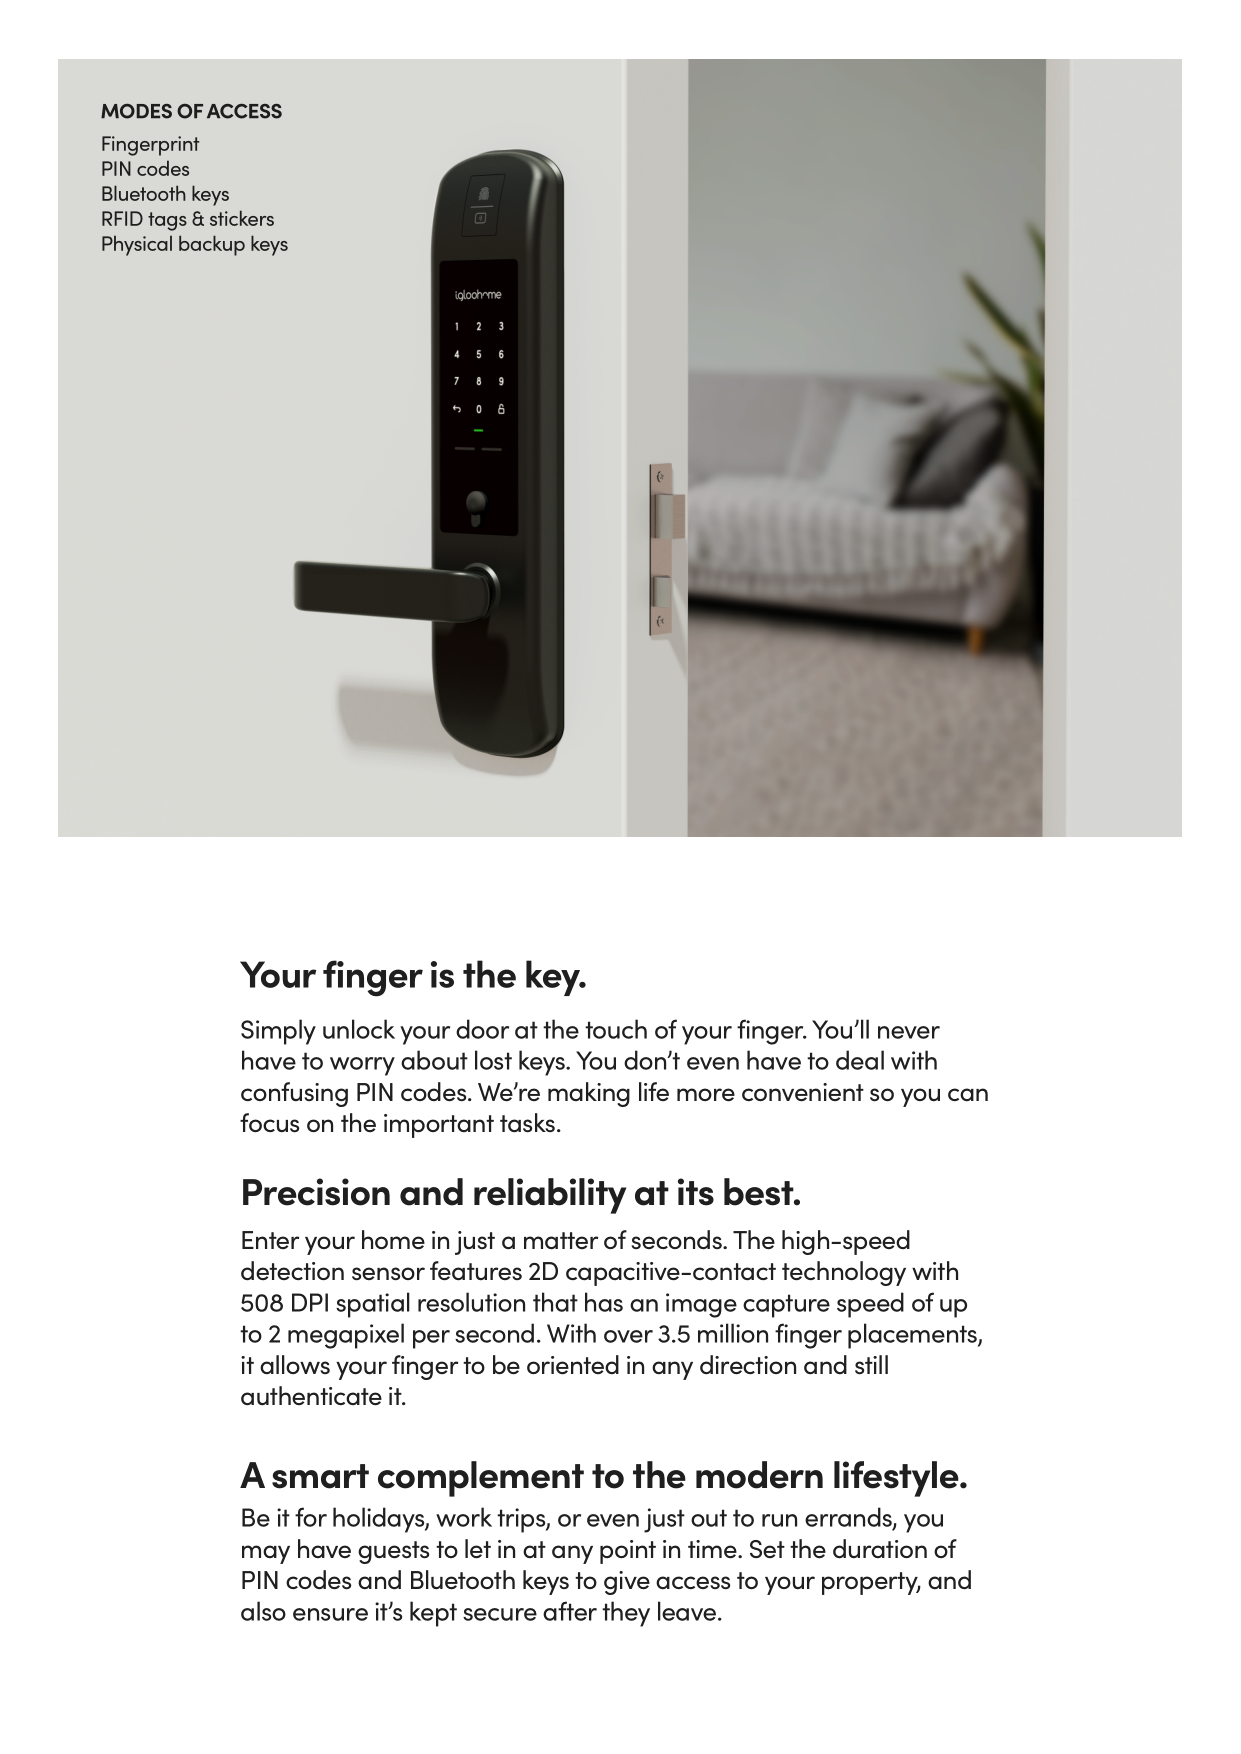 MODES OF ACCESS
Fingerprint
PIN codes
Bluetooth keys
RFID tags & stickers
Physical backup keys
igloohome
1 2 3
4 5 6
7 8 9
0
Your finger is the key.
Simply unlock your door at the touch of your finger. You’ll never
have to worry about lost keys. You don’t even have to deal with
confusing PIN codes. We’re making life more convenient so you can
focus on the important tasks.
Precision and reliability at its best.
Enter your home in just a matter of seconds. The high-speed
detection sensor features 2D capacitive-contact technology with
508 DPI spatial resolution that has an image capture speed of up
to 2 megapixel per second. With over 3.5 million finger placements,
it allows your finger to be oriented in any direction and still
authenticate it.
A smart complement to the modern lifestyle.
Be it for holidays, work trips, or even just out to run errands, you
may have guests to let in at any point in time. Set the duration of
PIN codes and Bluetooth keys to give access to your property, and
also ensure it’s kept secure after they leave.